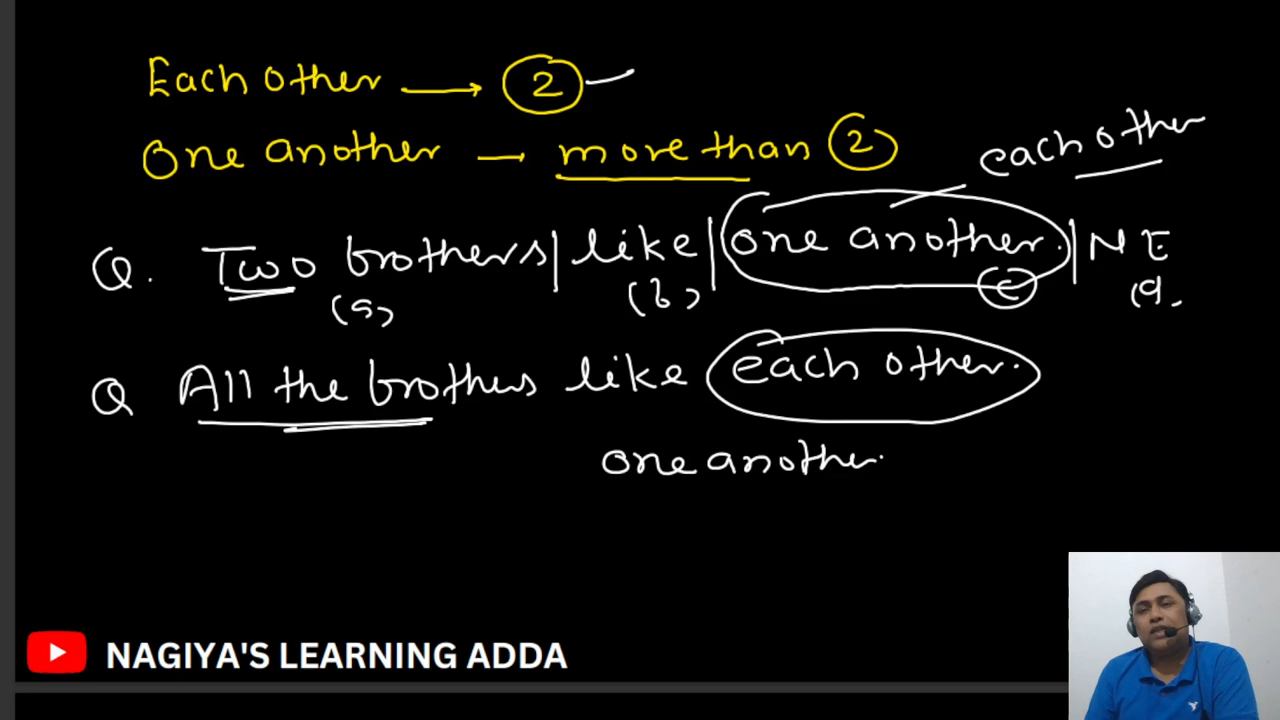 Each other → 2
One another → more than 2
each other
Q. Two brothers | like | one another. | N E
(a) (b) (c) (d)
Q All the brothers like each other.
one another.
NAGIYA'S LEARNING ADDA